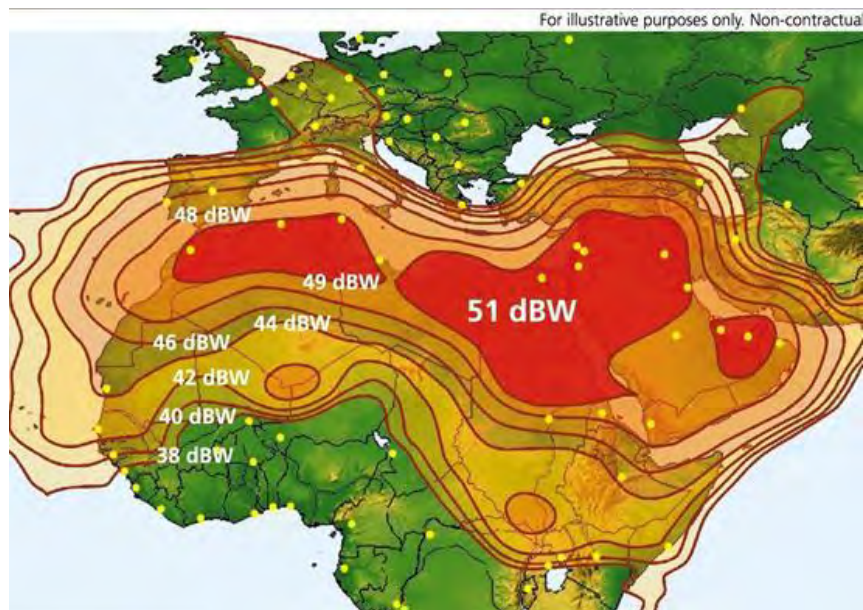 For illustrative purposes only. Non-contractual
48 dBW
49 dBW
51 dBW
44 dBW
46 dBW
42 dBW
40 dBW
38 dBW